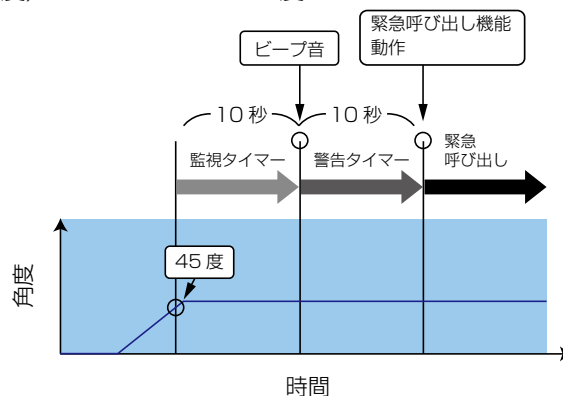 度
緊急呼び出し機能
動作
ビープ音
10秒
10秒
監視タイマー
警告タイマー
緊急
呼び出し
45度
角度
時間